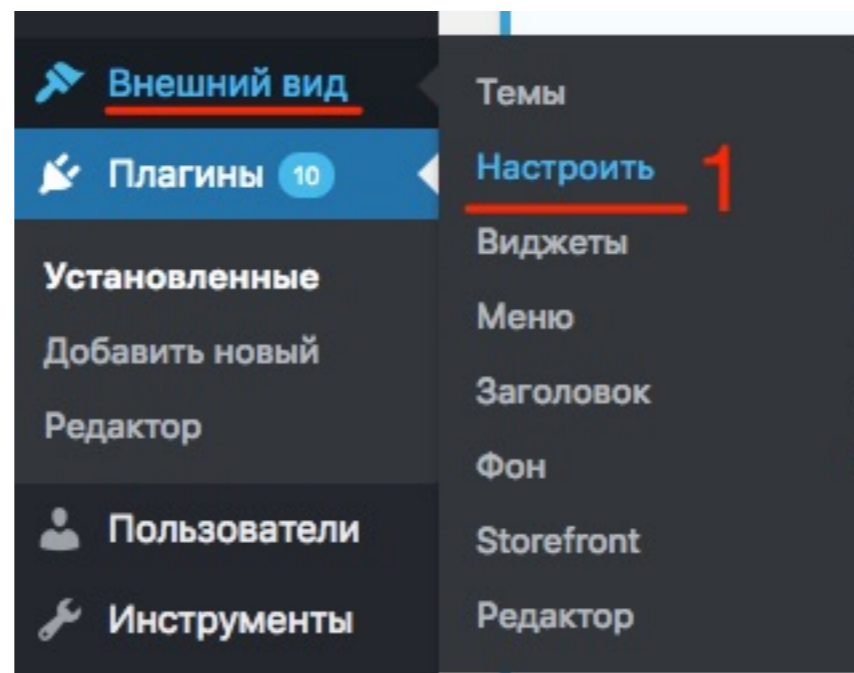 Внешний вид
Плагины 10
Установленные
Добавить новый
Редактор
Пользователи
Инструменты
Темы
Настроить 1
Виджеты
Меню
Заголовок
Фон
Storefront
Редактор